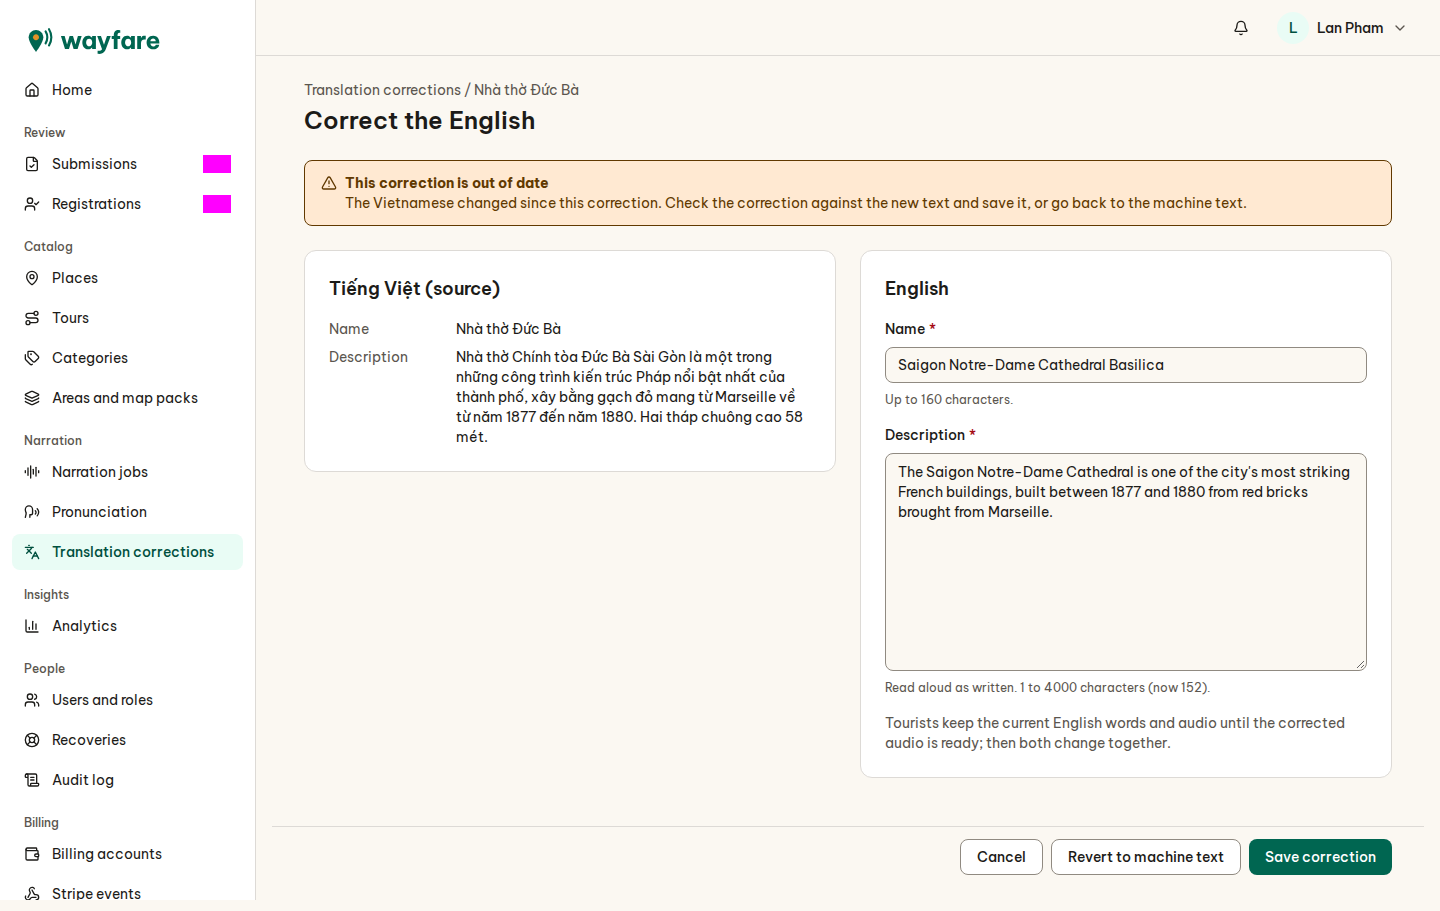 wayfare
Home
Review
Submissions
Registrations
Catalog
Places
Tours
Categories
Areas and map packs
Narration
Narration jobs
Pronunciation
Translation corrections
Insights
Analytics
People
Users and roles
Recoveries
Audit log
Billing
Billing accounts
Stripe events
L
Lan Pham
Translation corrections / Nhà thờ Đức Bà
Correct the English
This correction is out of date
The Vietnamese changed since this correction. Check the correction against the new text and save it, or go back to the machine text.
Tiếng Việt (source)
Name
Nhà thờ Đức Bà
Description
Nhà thờ Chính tòa Đức Bà Sài Gòn là một trong
những công trình kiến trúc Pháp nổi bật nhất của
thành phố, xây bằng gạch đỏ mang từ Marseille về
từ năm 1877 đến năm 1880. Hai tháp chuông cao 58
mét.
English
Name *
Saigon Notre-Dame Cathedral Basilica
Up to 160 characters.
Description *
The Saigon Notre-Dame Cathedral is one of the city's most striking
French buildings, built between 1877 and 1880 from red bricks
brought from Marseille.
Read aloud as written. 1 to 4000 characters (now 152).
Tourists keep the current English words and audio until the corrected
audio is ready; then both change together.
Cancel
Revert to machine text
Save correction